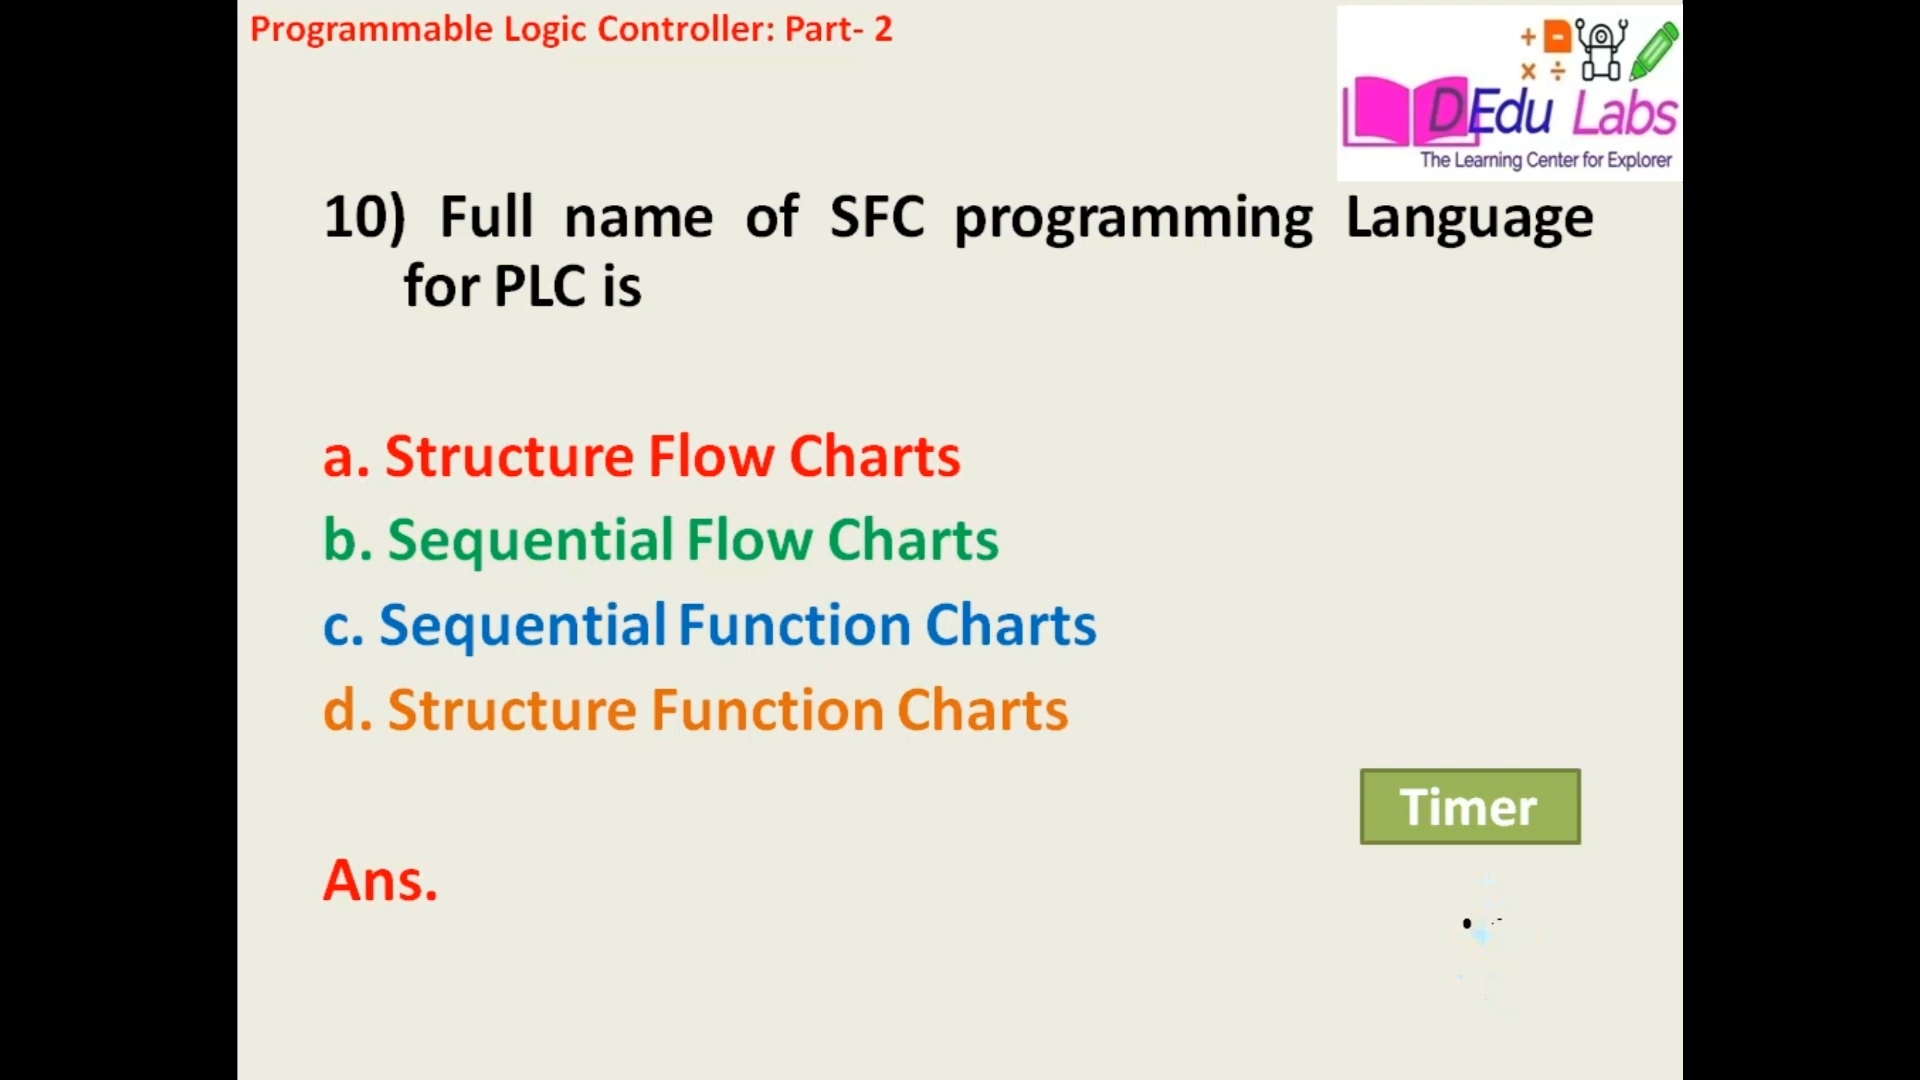 Programmable Logic Controller: Part- 2
+ - × ÷
DEdu Labs
The Learning Center for Explorer
10) Full name of SFC programming Language
for PLC is
a. Structure Flow Charts
b. Sequential Flow Charts
c. Sequential Function Charts
d. Structure Function Charts
Timer
Ans.